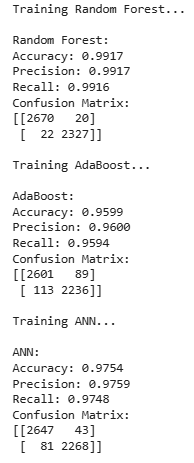 Training Random Forest...
Random Forest:
Accuracy: 0.9917
Precision: 0.9917
Recall: 0.9916
Confusion Matrix:
[[2670   20]
 [  22 2327]]
Training AdaBoost...
AdaBoost:
Accuracy: 0.9599
Precision: 0.9600
Recall: 0.9594
Confusion Matrix:
[[2601   89]
 [ 113 2236]]
Training ANN...
ANN:
Accuracy: 0.9754
Precision: 0.9759
Recall: 0.9748
Confusion Matrix:
[[2647   43]
 [  81 2268]]